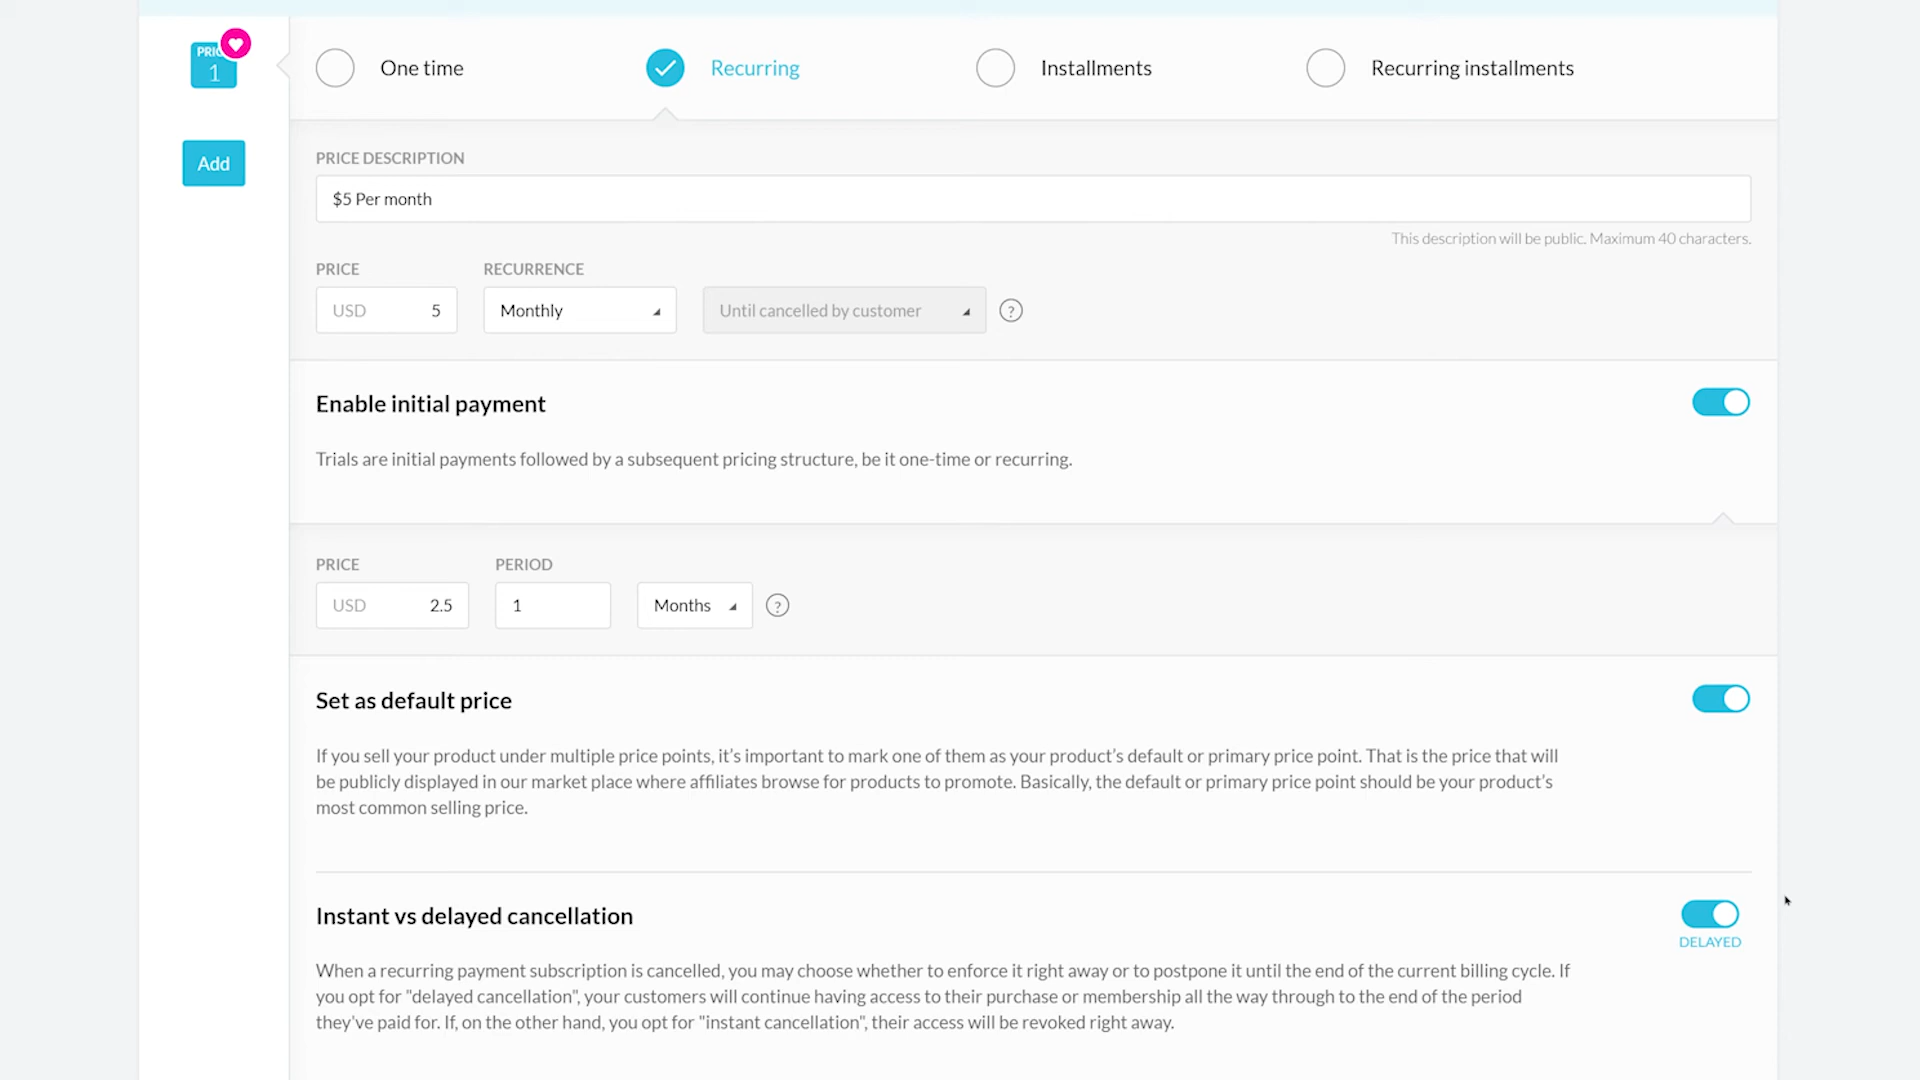 1
One time
Recurring
Installments
Recurring installments
Add
PRICE DESCRIPTION
$5 Per month
This description will be public. Maximum 40 characters.
PRICE
RECURRENCE
USD 5
Monthly
Until cancelled by customer
?
Enable initial payment
Trials are initial payments followed by a subsequent pricing structure, be it one-time or recurring.
PRICE
PERIOD
USD 2.5
1
Months
?
Set as default price
If you sell your product under multiple price points, it's important to mark one of them as your product's default or primary price point. That is the price that will
be publicly displayed in our market place where affiliates browse for products to promote. Basically, the default or primary price point should be your product's
most common selling price.
Instant vs delayed cancellation
DELAYED
When a recurring payment subscription is cancelled, you may choose whether to enforce it right away or to postpone it until the end of the current billing cycle. If
you opt for "delayed cancellation", your customers will continue having access to their purchase or membership all the way through to the end of the period
they've paid for. If, on the other hand, you opt for "instant cancellation", their access will be revoked right away.